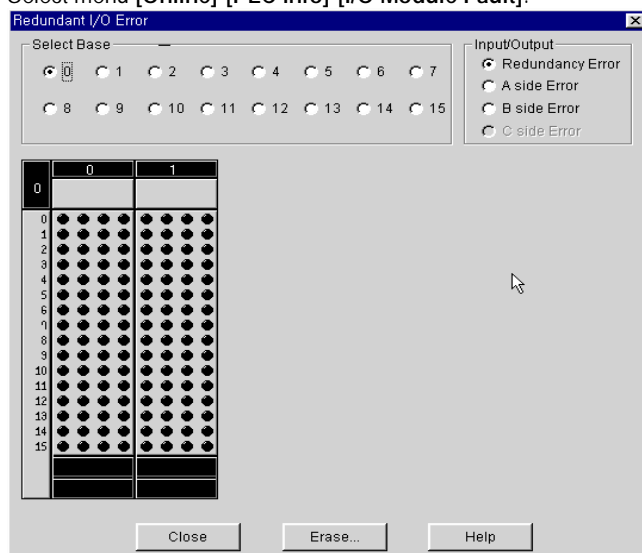 Select menu [Online]-[PLC Info]-[I/O Module Fault].
Redundant I/O Error
Select Base
0 1 2 3 4 5 6 7
8 9 10 11 12 13 14 15
Input/Output
Redundancy Error
A side Error
B side Error
C side Error
0 1
0
0
1
2
3
4
5
6
7
8
9
10
11
12
13
14
15
Close Erase... Help